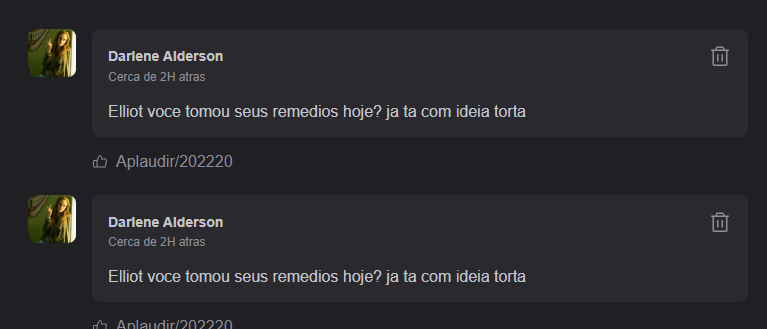 Darlene Alderson
Cerca de 2H atras
Elliot voce tomou seus remedios hoje? ja ta com ideia torta
Aplaudir/202220
Darlene Alderson
Cerca de 2H atras
Elliot voce tomou seus remedios hoje? ja ta com ideia torta
Aplaudir/202220